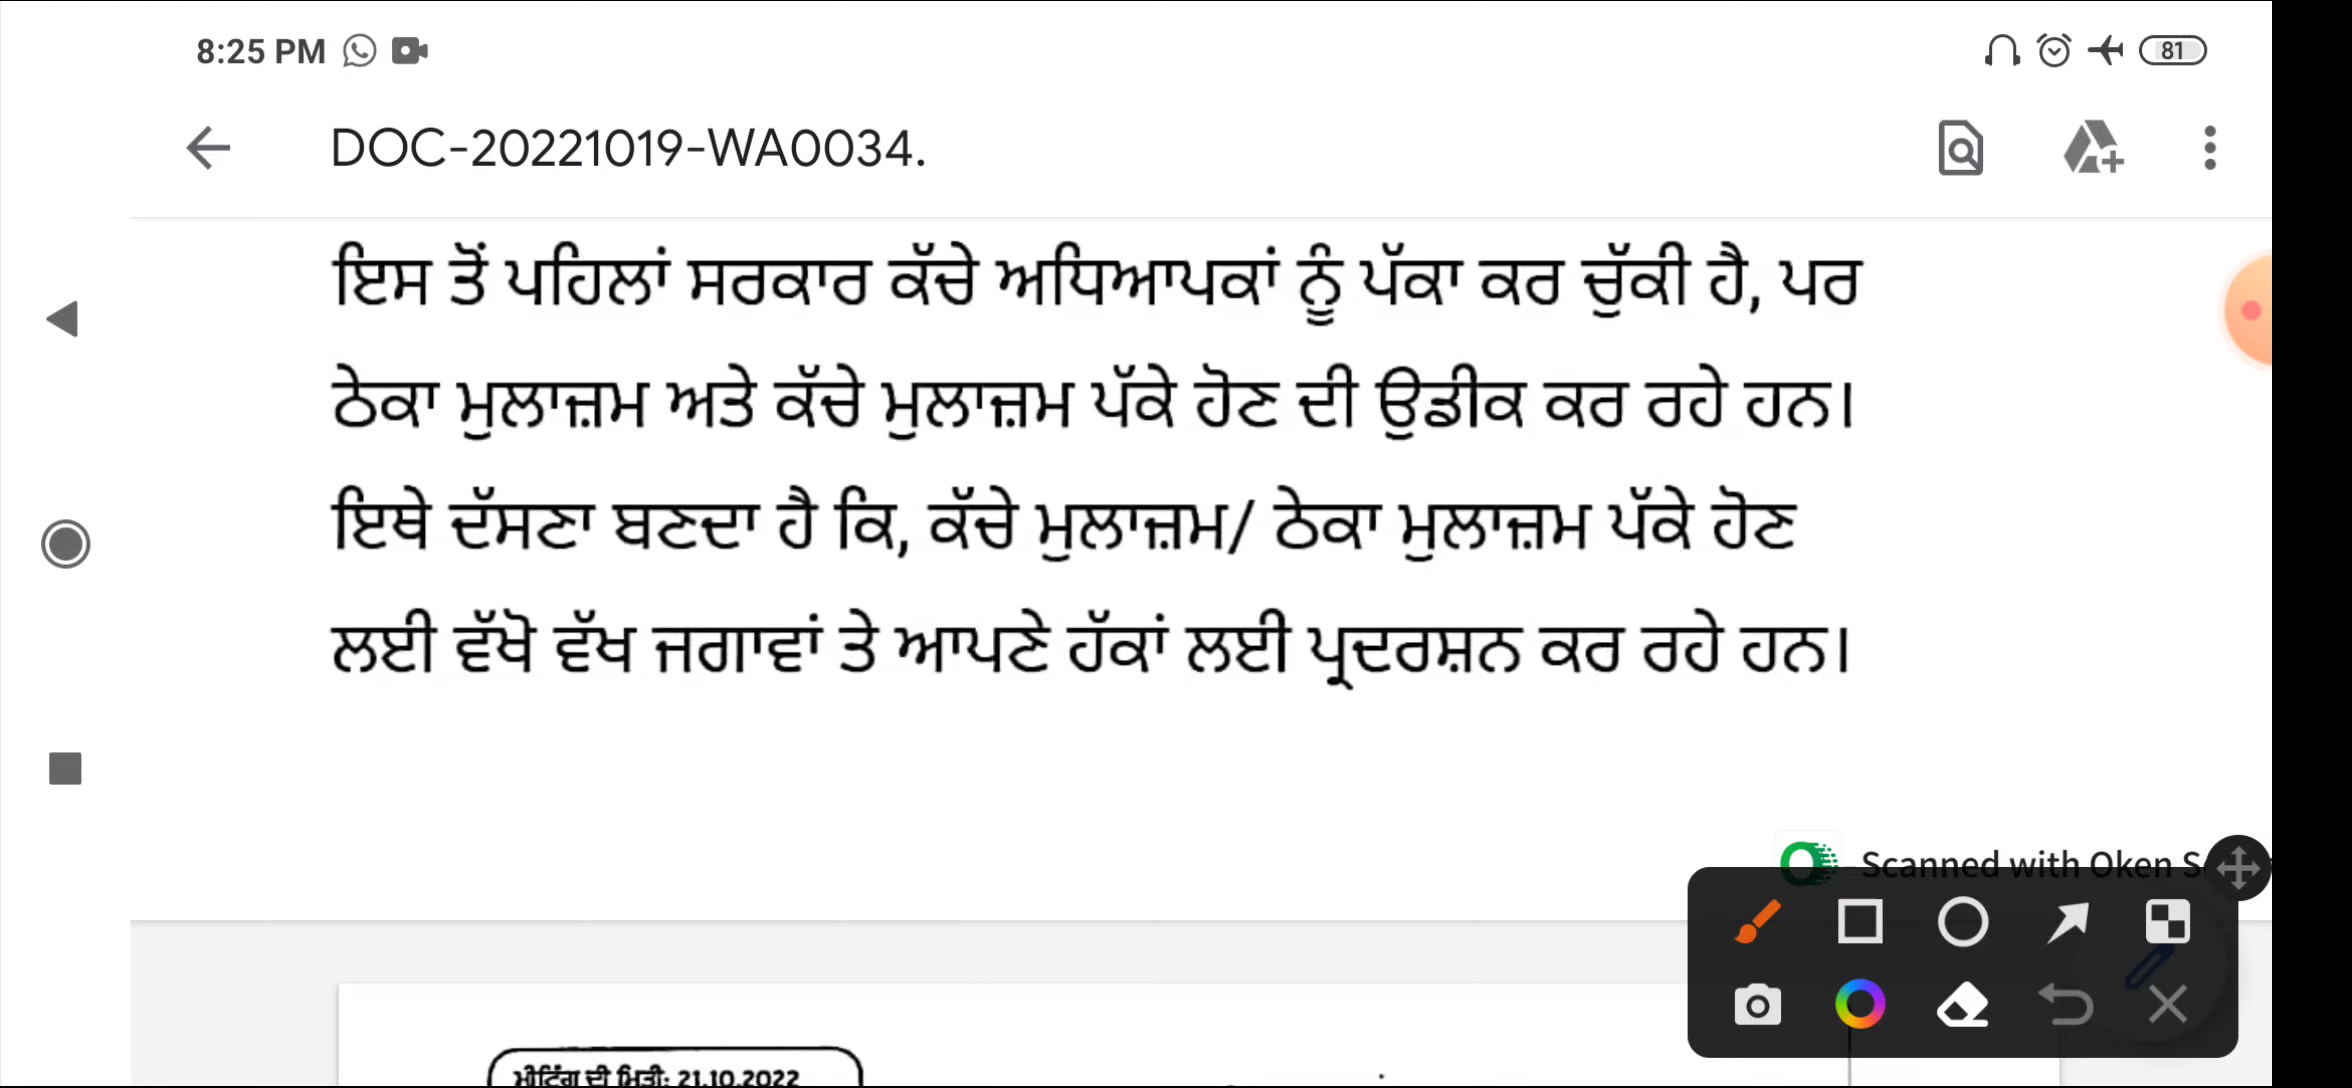 8:25 PM
81
DOC-20221019-WA0034.
ਇਸ ਤੋਂ ਪਹਿਲਾਂ ਸਰਕਾਰ ਕੱਚੇ ਅਧਿਆਪਕਾਂ ਨੂੰ ਪੱਕਾ ਕਰ ਚੁੱਕੀ ਹੈ, ਪਰ
ਠੇਕਾ ਮੁਲਾਜ਼ਮ ਅਤੇ ਕੱਚੇ ਮੁਲਾਜ਼ਮ ਪੱਕੇ ਹੋਣ ਦੀ ਉਡੀਕ ਕਰ ਰਹੇ ਹਨ।
ਇਥੇ ਦੱਸਣਾ ਬਣਦਾ ਹੈ ਕਿ, ਕੱਚੇ ਮੁਲਾਜ਼ਮ/ ਠੇਕਾ ਮੁਲਾਜ਼ਮ ਪੱਕੇ ਹੋਣ
ਲਈ ਵੱਖੋ ਵੱਖ ਜਗਾਵਾਂ ਤੇ ਆਪਣੇ ਹੱਕਾਂ ਲਈ ਪ੍ਰਦਰਸ਼ਨ ਕਰ ਰਹੇ ਹਨ।
Scanned with Oken
ਮੀਟਿੰਗ ਦੀ ਮਿਤੀ: 21.10.2022